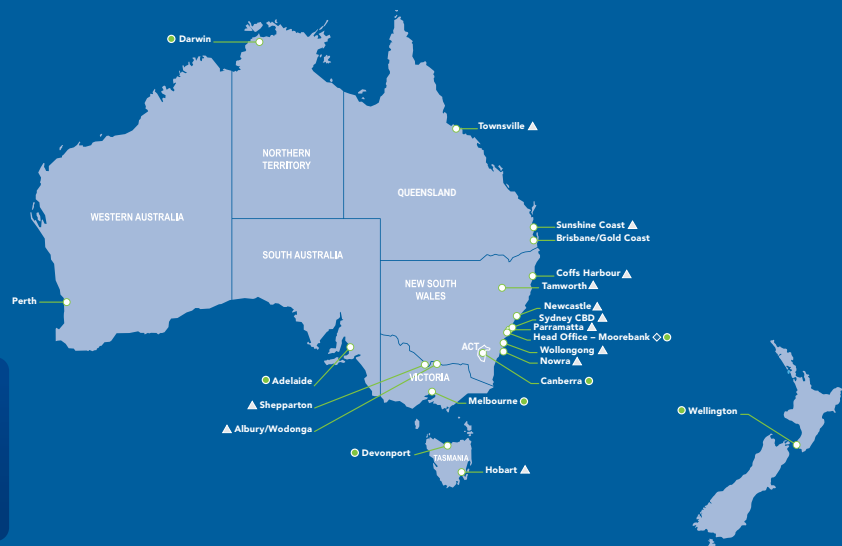 Darwin
Townsville
NORTHERN
TERRITORY
QUEENSLAND
WESTERN AUSTRALIA
Sunshine Coast
Brisbane/Gold Coast
SOUTH AUSTRALIA
Coffs Harbour
NEW SOUTH
WALES
Tamworth
Perth
Newcastle
Sydney CBD
Parramatta
Head Office – Moorebank
ACT
Wollongong
Nowra
VICTORIA
Adelaide
Canberra
Shepparton
Melbourne
Wellington
Albury/Wodonga
Devonport
TASMANIA
Hobart